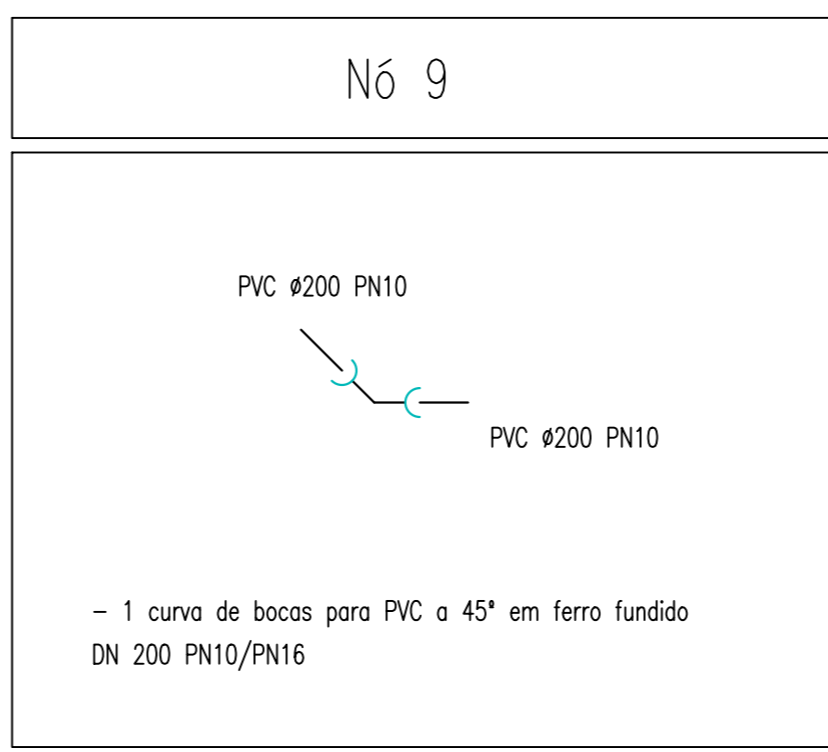 Nó 9
PVC ø200 PN10
PVC ø200 PN10
- 1 curva de bocas para PVC a 45º em ferro fundido
DN 200 PN10/PN16